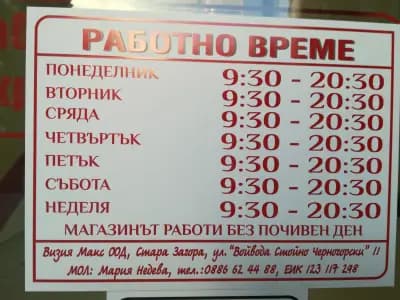 РАБОТНО ВРЕМЕ
ПОНЕДЕЛНИК 9:30 - 20:30
ВТОРНИК 9:30 - 20:30
СРЯДА 9:30 - 20:30
ЧЕТВЪРТЪК 9:30 - 20:30
ПЕТЪК 9:30 - 20:30
СЪБОТА 9:30 - 20:30
НЕДЕЛЯ 9:30 - 20:30
МАГАЗИНЪТ РАБОТИ БЕЗ ПОЧИВЕН ДЕН
Визия Макс ООД, Стара Загора, ул. "Войвода Стойно Черногорски" 11
МОЛ: Мария Недева, тел.:0886 62 44 88, ЕИК 123 117 298